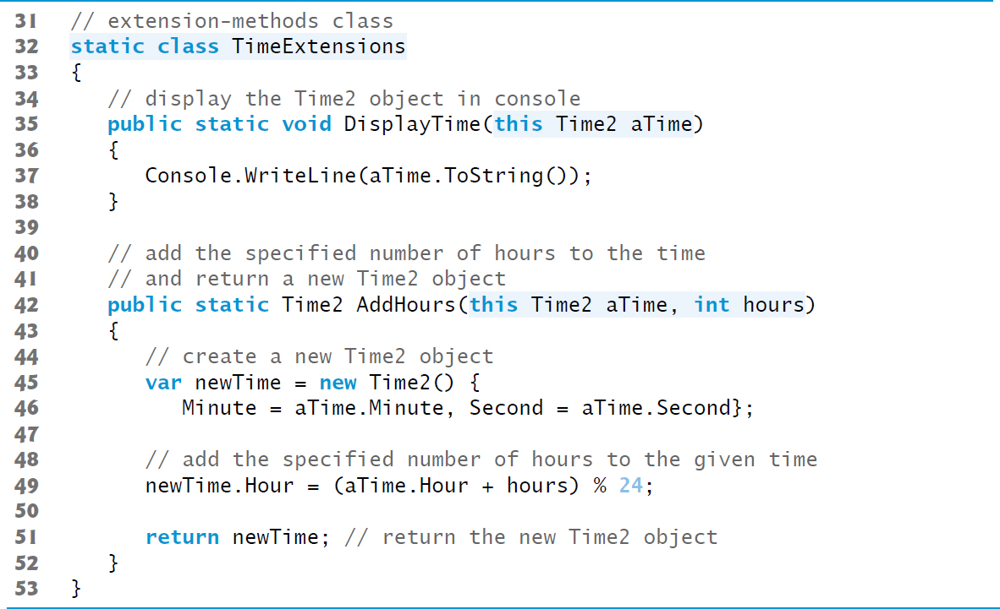 31 // extension-methods class
32 static class TimeExtensions
33 {
34    // display the Time2 object in console
35    public static void DisplayTime(this Time2 aTime)
36    {
37       Console.WriteLine(aTime.ToString());
38    }
39
40    // add the specified number of hours to the time
41    // and return a new Time2 object
42    public static Time2 AddHours(this Time2 aTime, int hours)
43    {
44       // create a new Time2 object
45       var newTime = new Time2() {
46          Minute = aTime.Minute, Second = aTime.Second};
47
48       // add the specified number of hours to the given time
49       newTime.Hour = (aTime.Hour + hours) % 24;
50
51       return newTime; // return the new Time2 object
52    }
53 }